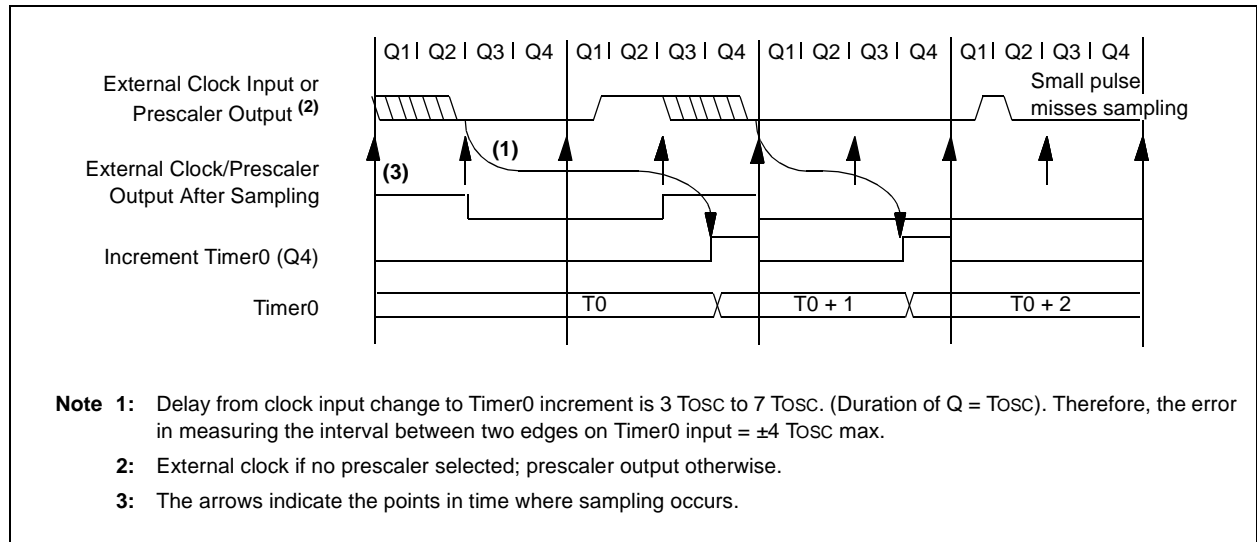 Q1 Q2 Q3 Q4 Q1 Q2 Q3 Q4 Q1 Q2 Q3 Q4 Q1 Q2 Q3 Q4
External Clock Input or
Prescaler Output (2)
Small pulse
misses sampling
(1)
External Clock/Prescaler
Output After Sampling
(3)
Increment Timer0 (Q4)
Timer0
T0
T0 + 1
T0 + 2
Note 1: Delay from clock input change to Timer0 increment is 3 TOSC to 7 TOSC. (Duration of Q = TOSC). Therefore, the error
in measuring the interval between two edges on Timer0 input = ±4 TOSC max.
2: External clock if no prescaler selected; prescaler output otherwise.
3: The arrows indicate the points in time where sampling occurs.